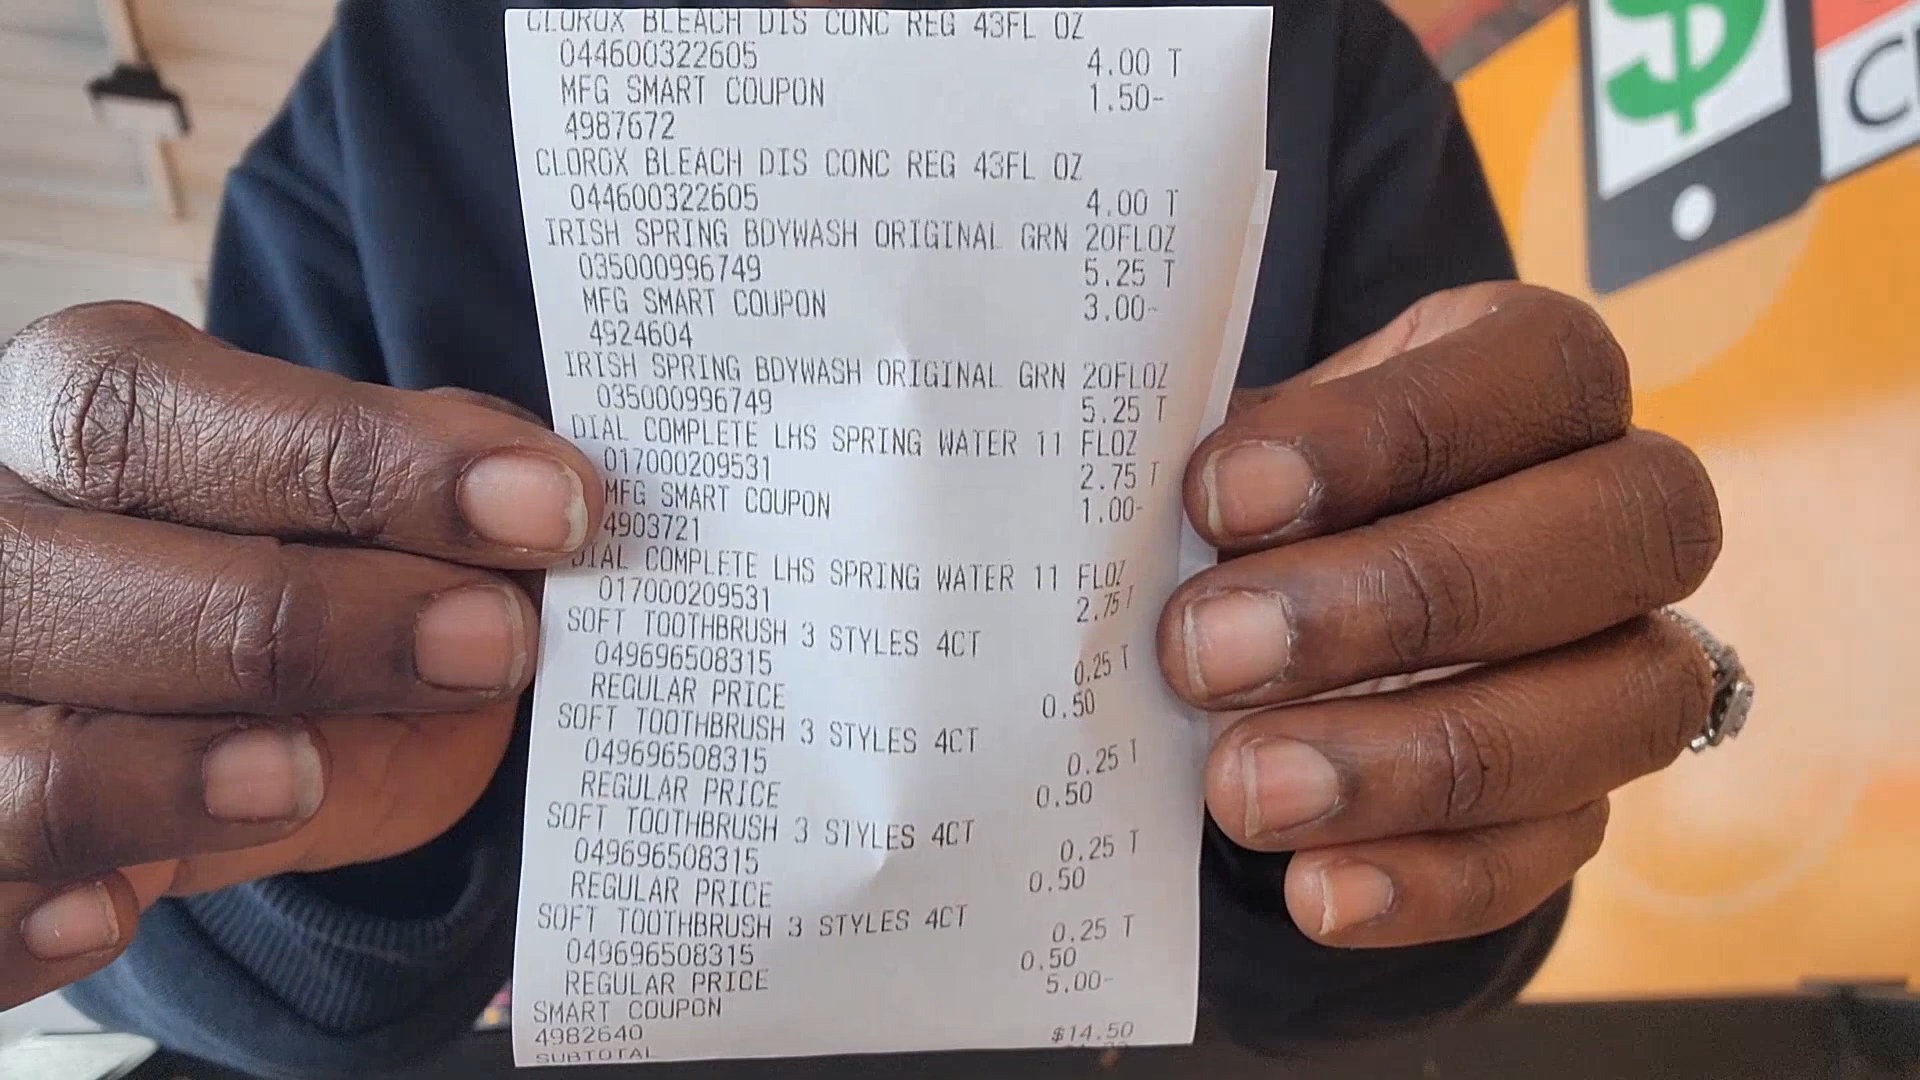 CLOROX BLEACH DIS CONC REG 43FL OZ
044600322605 4.00 T
MFG SMART COUPON 1.50-
4987672
CLOROX BLEACH DIS CONC REG 43FL OZ
044600322605 4.00 T
IRISH SPRING BDYWASH ORIGINAL GRN 20FLOZ
035000996749 5.25 T
MFG SMART COUPON 3.00-
4924604
IRISH SPRING BDYWASH ORIGINAL GRN 20FLOZ
035000996749 5.25 T
DIAL COMPLETE LHS SPRING WATER 11 FLOZ
017000209531 2.75 T
MFG SMART COUPON 1.00-
4903721
DIAL COMPLETE LHS SPRING WATER 11 FLOZ
017000209531 2.75 T
SOFT TOOTHBRUSH 3 STYLES 4CT
049696508315 0.25 T
REGULAR PRICE 0.50
SOFT TOOTHBRUSH 3 STYLES 4CT
049696508315 0.25 T
REGULAR PRICE 0.50
SOFT TOOTHBRUSH 3 STYLES 4CT
049696508315 0.25 T
REGULAR PRICE 0.50
SOFT TOOTHBRUSH 3 STYLES 4CT
049696508315 0.25 T
REGULAR PRICE 0.50
SMART COUPON 5.00-
4982640
SUBTOTAL $14.50
$